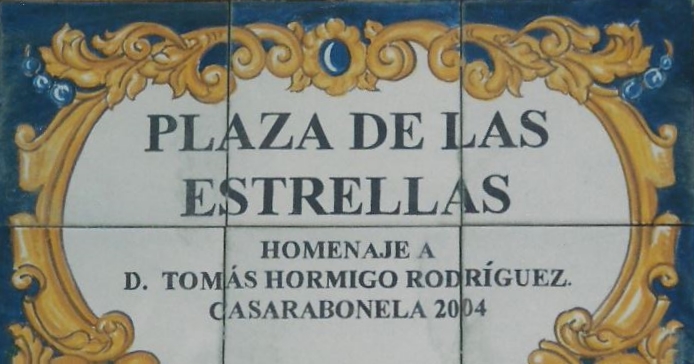 PLAZA DE LAS
ESTRELLAS
HOMENAJE A
D. TOMÁS HORMIGO RODRÍGUEZ.
CASARABONELA 2004